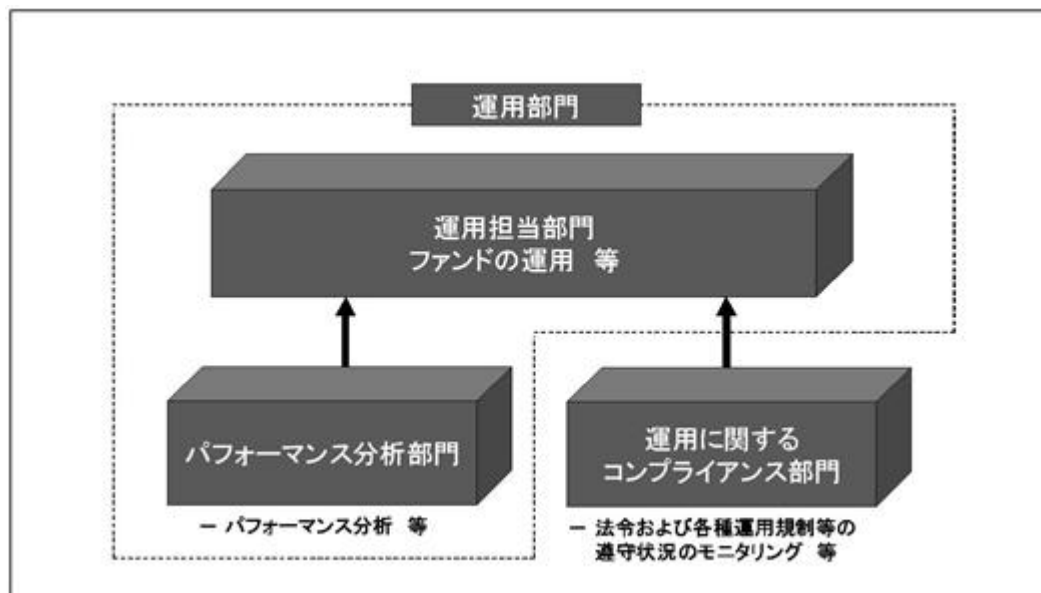 運用部門
運用担当部門
ファンドの運用 等
パフォーマンス分析部門
－ パフォーマンス分析 等
運用に関する
コンプライアンス部門
－ 法令および各種運用規制等の
遵守状況のモニタリング 等